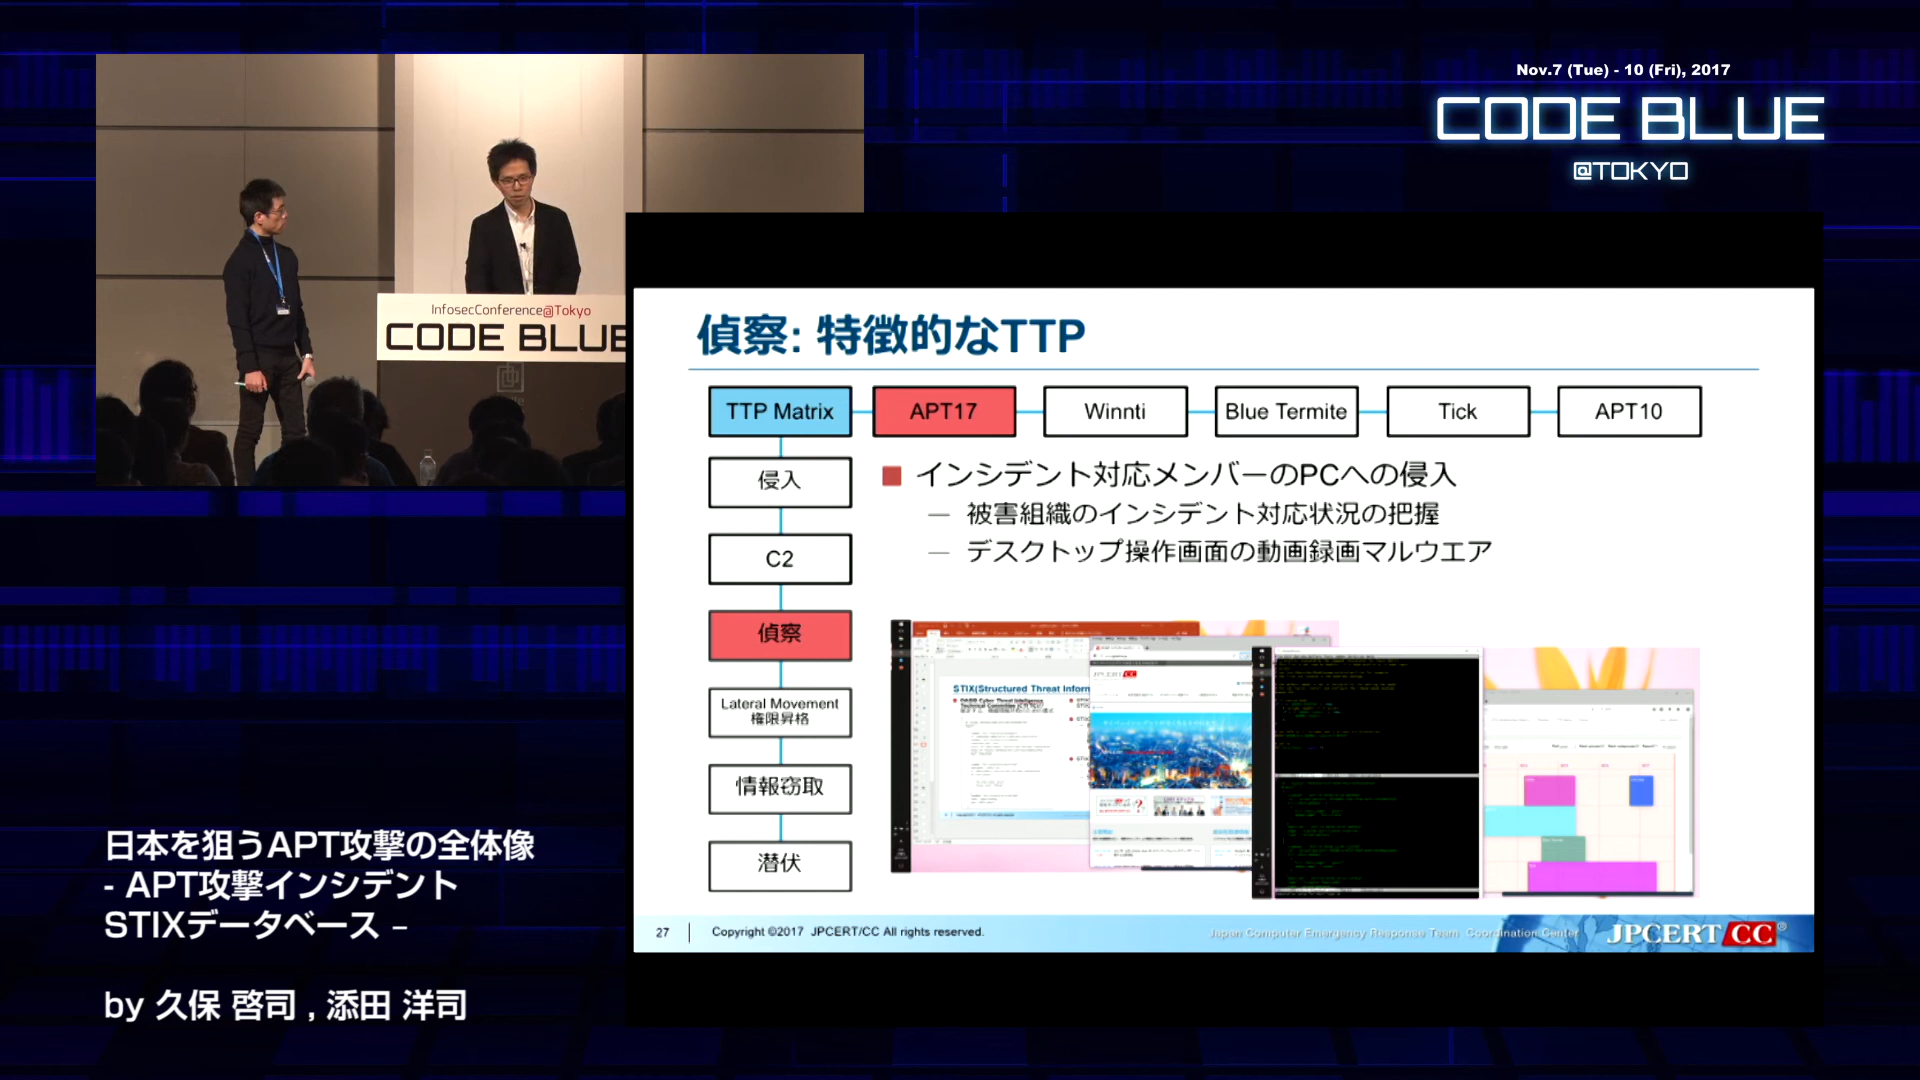 Nov.7 (Tue) - 10 (Fri), 2017
CODE BLUE
@TOKYO
InfosecConference@Tokyo
CODE BLUE
偵察: 特徴的なTTP
TTP Matrix
APT17
Winnti
Blue Termite
Tick
APT10
侵入
C2
偵察
Lateral Movement
権限昇格
情報窃取
潜伏
インシデント対応メンバーのPCへの侵入
— 被害組織のインシデント対応状況の把握
— デスクトップ操作画面の動画録画マルウエア
STIX(Structured Threat Inform
27
Copyright ©2017 JPCERT/CC All rights reserved.
Japan Computer Emergency Response Team Coordination Center
JPCERT/CC®
日本を狙うAPT攻撃の全体像
- APT攻撃インシデント
STIXデータベース –
by 久保 啓司 , 添田 洋司